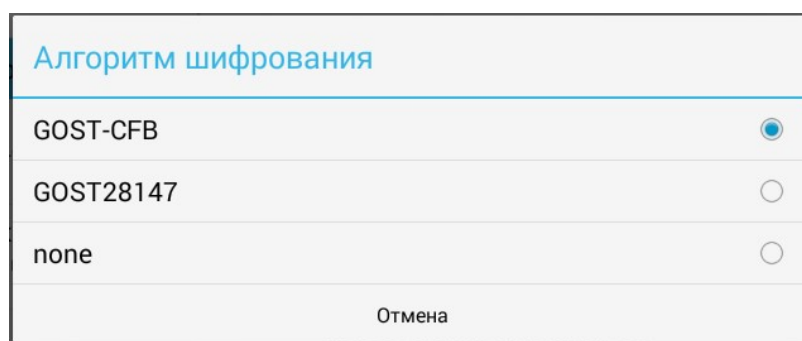 Алгоритм шифрования
GOST-CFB
GOST28147
none
Отмена